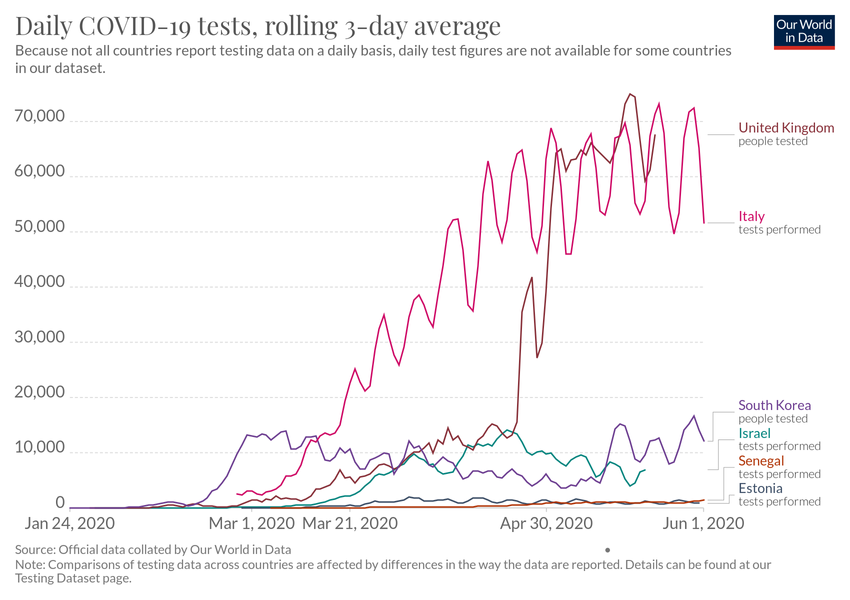 Daily COVID-19 tests, rolling 3-day average
Our World
in Data
Because not all countries report testing data on a daily basis, daily test figures are not available for some countries
in our dataset.
70,000
60,000
50,000
40,000
30,000
20,000
10,000
0
United Kingdom
people tested
Italy
tests performed
South Korea
people tested
Israel
tests performed
Senegal
tests performed
Estonia
tests performed
Jan 24, 2020
Mar 1, 2020
Mar 21, 2020
Apr 30, 2020
Jun 1, 2020
Source: Official data collated by Our World in Data
Note: Comparisons of testing data across countries are affected by differences in the way the data are reported. Details can be found at our
Testing Dataset page.